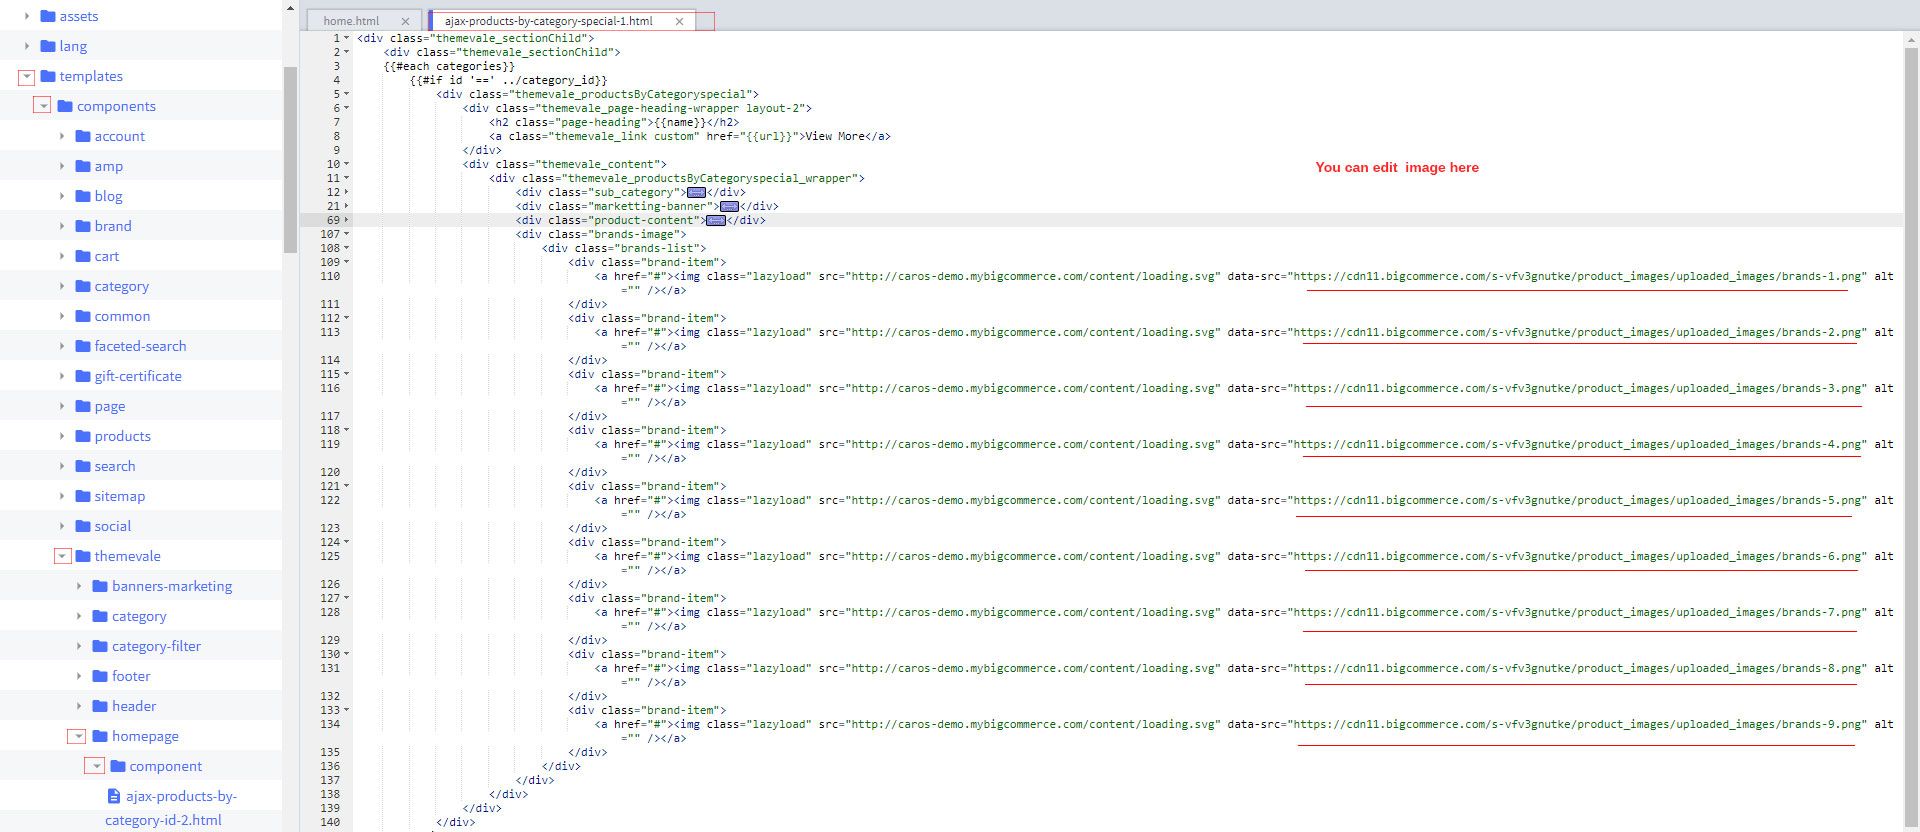 assets
lang
templates
components
account
amp
blog
brand
cart
category
common
faceted-search
gift-certificate
page
products
search
sitemap
social
themevale
banners-marketing
category
category-filter
footer
header
homepage
component
ajax-products-by-
category-id-2.html
home.html ×
ajax-products-by-category-special-1.html ×
1 <div class="themevale_sectionChild">
2 <div class="themevale_sectionChild">
3 {{#each categories}}
4 {{#if id '==' ../category_id}}
5 <div class="themevale_productsByCategoryspecial">
6 <div class="themevale_page-heading-wrapper layout-2">
7 <h2 class="page-heading">{{name}}</h2>
8 <a class="themevale_link custom" href="{{url}}">View More</a>
9 </div>
10 <div class="themevale_content">
You can edit  image here
11 <div class="themevale_productsByCategoryspecial_wrapper">
12 <div class="sub_category"></div>
21 <div class="marketting-banner"></div>
69 <div class="product-content"></div>
107 <div class="brands-image">
108 <div class="brands-list">
109 <div class="brand-item">
110 <a href="#"><img class="lazyload" src="http://caros-demo.mybigcommerce.com/content/loading.svg" data-src="https://cdn11.bigcommerce.com/s-vfv3gnutke/product_images/uploaded_images/brands-1.png" alt
="" /></a>
111 </div>
112 <div class="brand-item">
113 <a href="#"><img class="lazyload" src="http://caros-demo.mybigcommerce.com/content/loading.svg" data-src="https://cdn11.bigcommerce.com/s-vfv3gnutke/product_images/uploaded_images/brands-2.png" alt
="" /></a>
114 </div>
115 <div class="brand-item">
116 <a href="#"><img class="lazyload" src="http://caros-demo.mybigcommerce.com/content/loading.svg" data-src="https://cdn11.bigcommerce.com/s-vfv3gnutke/product_images/uploaded_images/brands-3.png" alt
="" /></a>
117 </div>
118 <div class="brand-item">
119 <a href="#"><img class="lazyload" src="http://caros-demo.mybigcommerce.com/content/loading.svg" data-src="https://cdn11.bigcommerce.com/s-vfv3gnutke/product_images/uploaded_images/brands-4.png" alt
="" /></a>
120 </div>
121 <div class="brand-item">
122 <a href="#"><img class="lazyload" src="http://caros-demo.mybigcommerce.com/content/loading.svg" data-src="https://cdn11.bigcommerce.com/s-vfv3gnutke/product_images/uploaded_images/brands-5.png" alt
="" /></a>
123 </div>
124 <div class="brand-item">
125 <a href="#"><img class="lazyload" src="http://caros-demo.mybigcommerce.com/content/loading.svg" data-src="https://cdn11.bigcommerce.com/s-vfv3gnutke/product_images/uploaded_images/brands-6.png" alt
="" /></a>
126 </div>
127 <div class="brand-item">
128 <a href="#"><img class="lazyload" src="http://caros-demo.mybigcommerce.com/content/loading.svg" data-src="https://cdn11.bigcommerce.com/s-vfv3gnutke/product_images/uploaded_images/brands-7.png" alt
="" /></a>
129 </div>
130 <div class="brand-item">
131 <a href="#"><img class="lazyload" src="http://caros-demo.mybigcommerce.com/content/loading.svg" data-src="https://cdn11.bigcommerce.com/s-vfv3gnutke/product_images/uploaded_images/brands-8.png" alt
="" /></a>
132 </div>
133 <div class="brand-item">
134 <a href="#"><img class="lazyload" src="http://caros-demo.mybigcommerce.com/content/loading.svg" data-src="https://cdn11.bigcommerce.com/s-vfv3gnutke/product_images/uploaded_images/brands-9.png" alt
="" /></a>
135 </div>
136 </div>
137 </div>
138 </div>
139 </div>
140 </div>